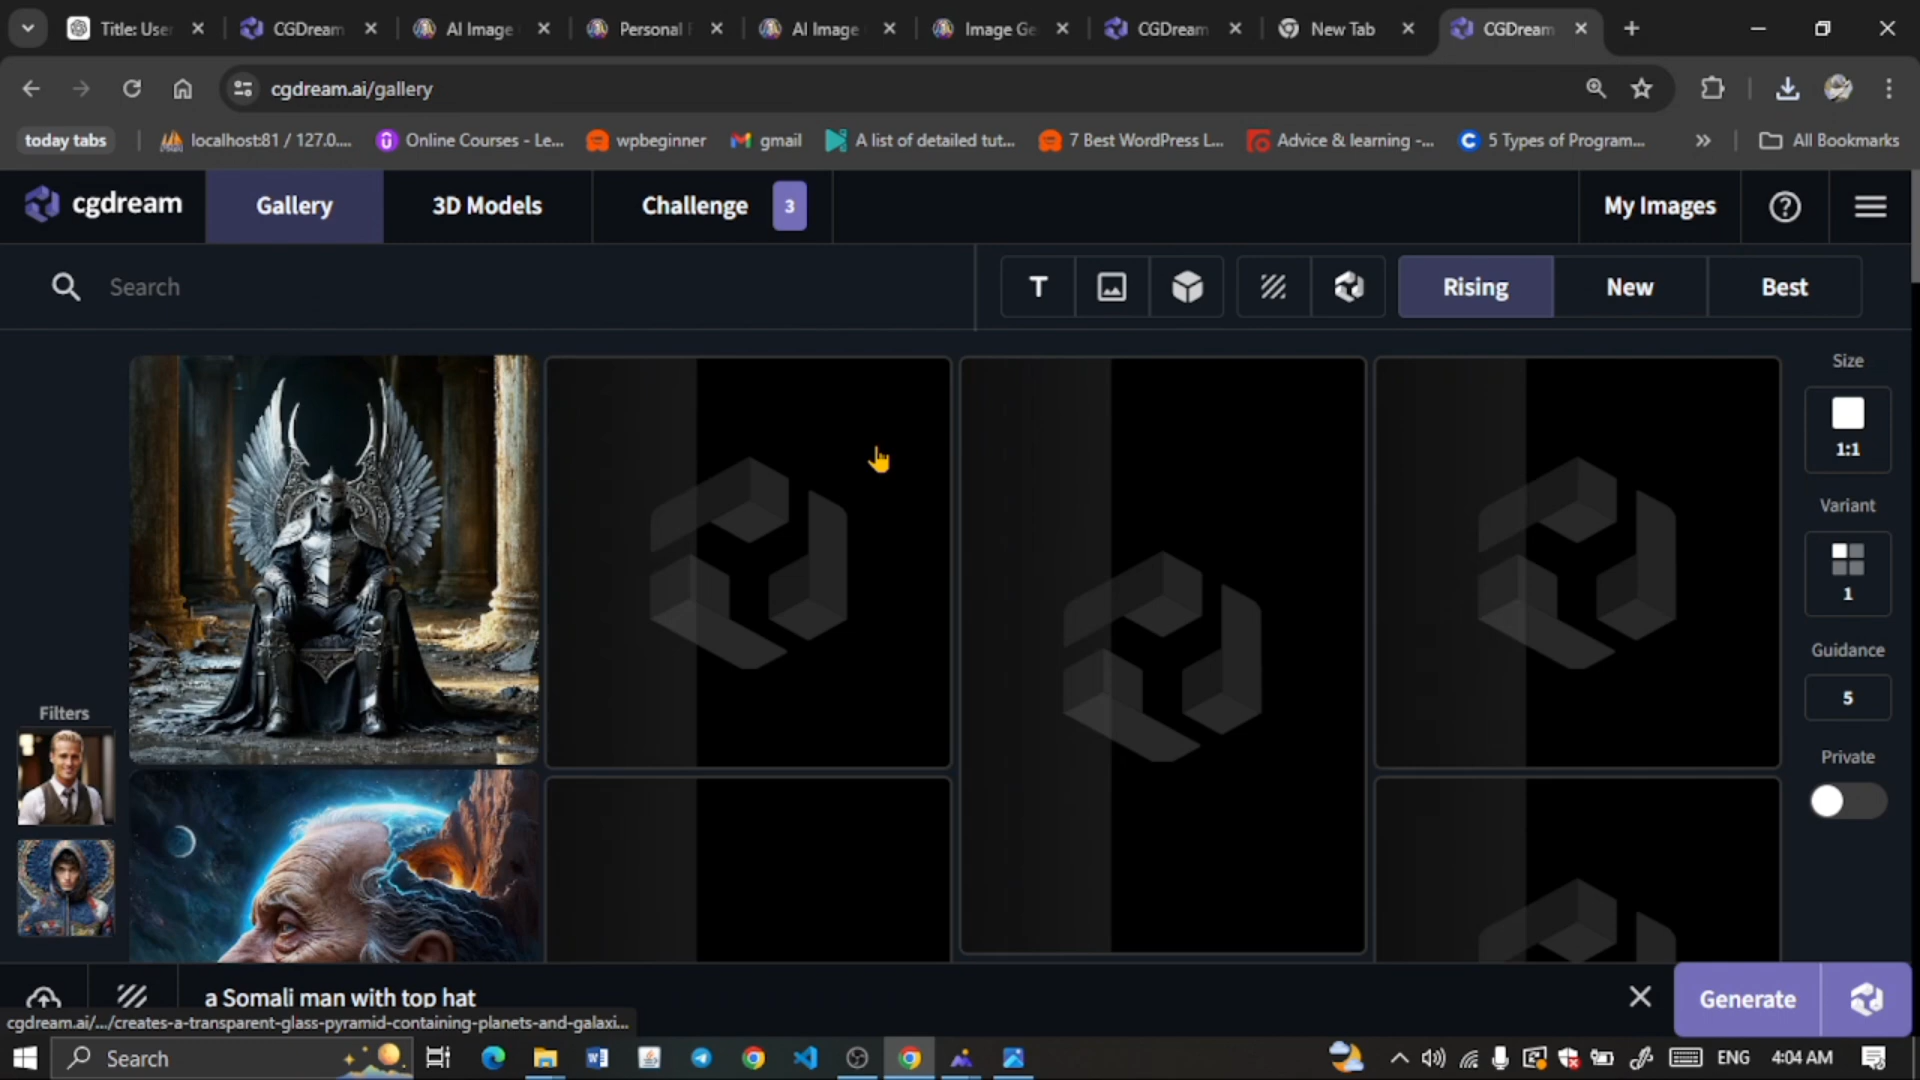 Title: User
CGDream
AI Image
Personal
AI Image
Image Ge
CGDream
New Tab
CGDream
cgdream.ai/gallery
today tabs
localhost:81 / 127.0....
Online Courses - Le...
wpbeginner
gmail
A list of detailed tut...
7 Best WordPress L...
Advice & learning -...
5 Types of Program...
All Bookmarks
cgdream
Gallery
3D Models
Challenge
3
My Images
Search
T
Rising
New
Best
Size
1:1
Variant
1
Guidance
5
Private
Filters
a Somali man with top hat
Generate
cgdream.ai/.../creates-a-transparent-glass-pyramid-containing-planets-and-galaxi...
Search
ENG
4:04 AM